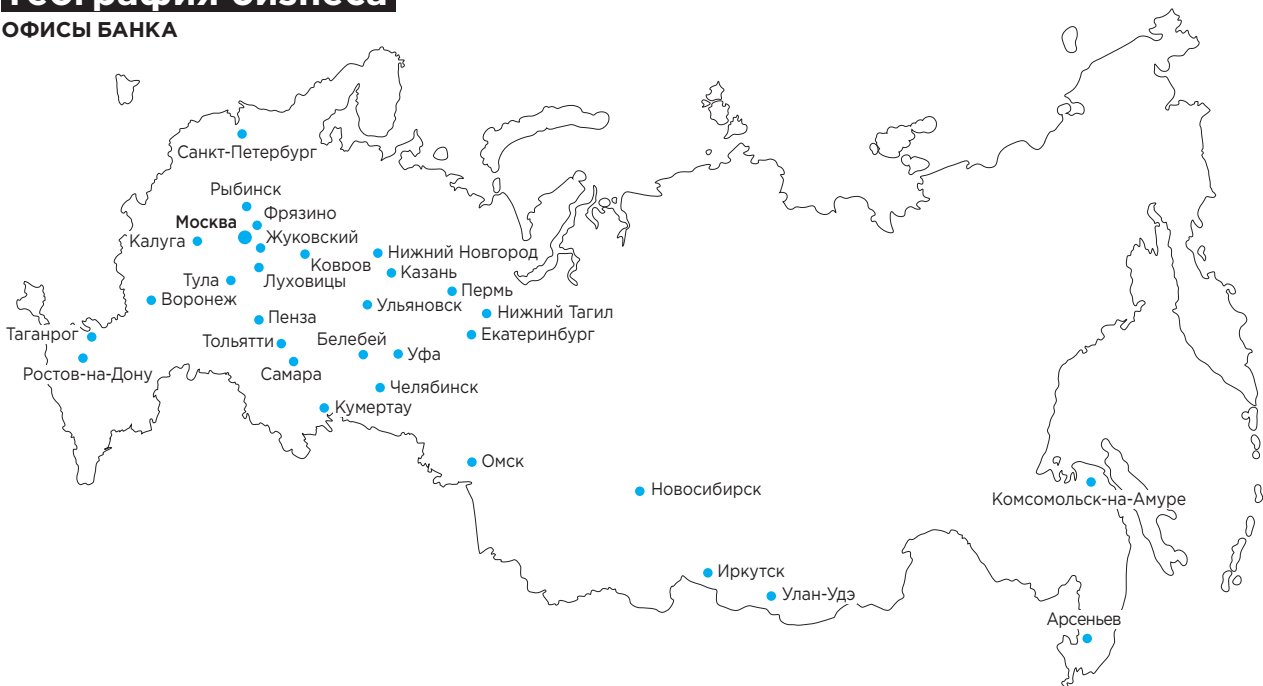 География бизнеса
ОФИСЫ БАНКА
Санкт-Петербург
Рыбинск
Фрязино
Москва
Жуковский
Калуга
Нижний Новгород
Ковров
Казань
Тула
Луховицы
Пермь
Воронеж
Ульяновск
Нижний Тагил
Пенза
Таганрог
Тольятти
Белебей
Екатеринбург
Уфа
Ростов-на-Дону
Самара
Челябинск
Кумертау
Омск
Новосибирск
Комсомольск-на-Амуре
Иркутск
Улан-Удэ
Арсеньев